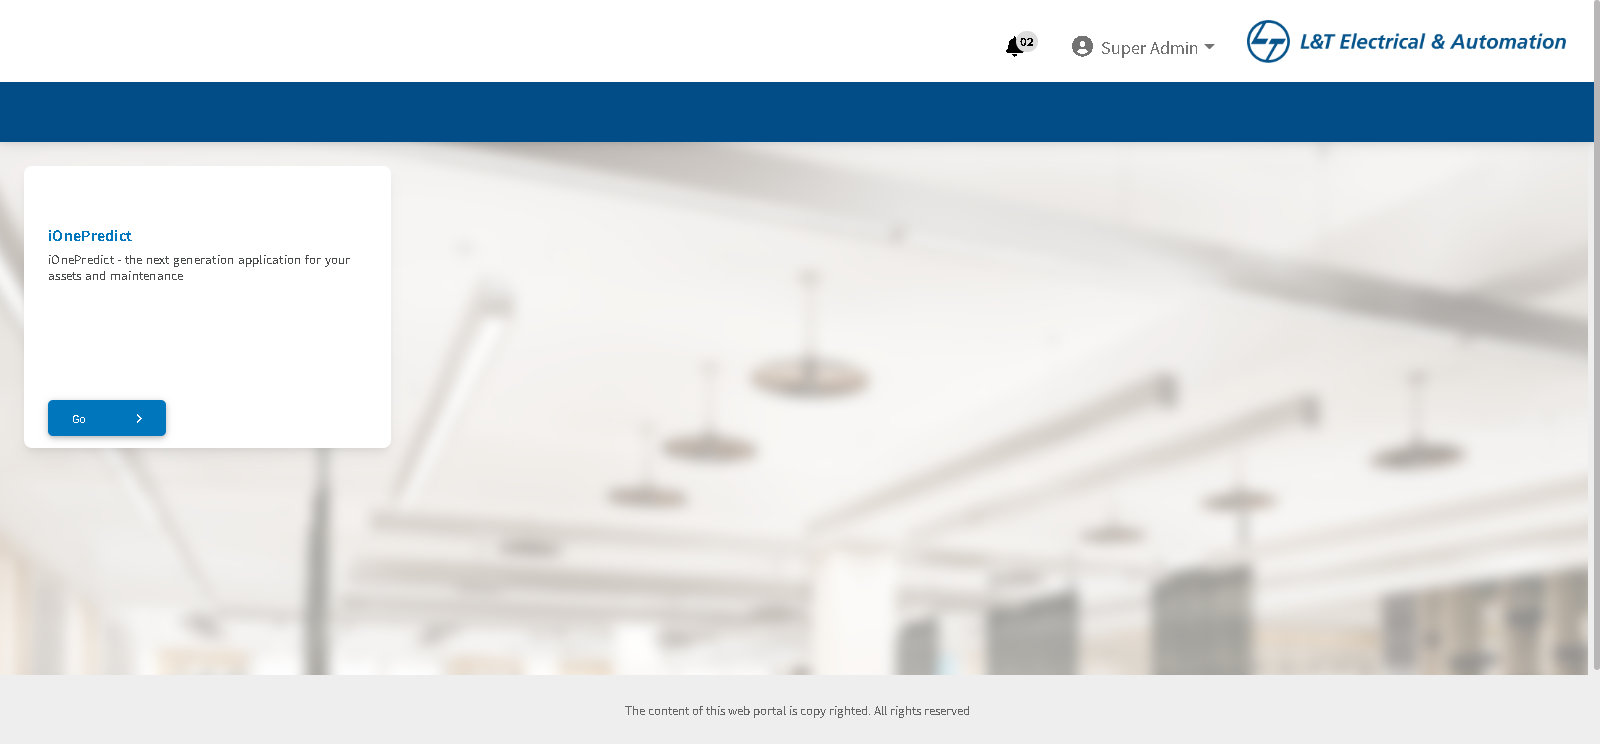 02
Super Admin
L&T Electrical & Automation
iOnePredict
iOnePredict - the next generation application for your
assets and maintenance
Go
The content of this web portal is copy righted. All rights reserved